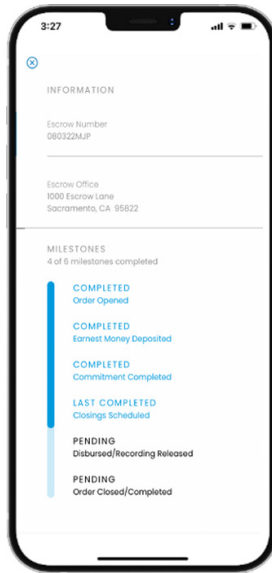 3:27
INFORMATION
Escrow Number
080322MJP
Escrow Office
1000 Escrow Lane
Sacramento, CA 95822
MILESTONES
4 of 6 milestones completed
COMPLETED
Order Opened
COMPLETED
Earnest Money Deposited
COMPLETED
Commitment Completed
LAST COMPLETED
Closings Scheduled
PENDING
Disbursed/Recording Released
PENDING
Order Closed/Completed